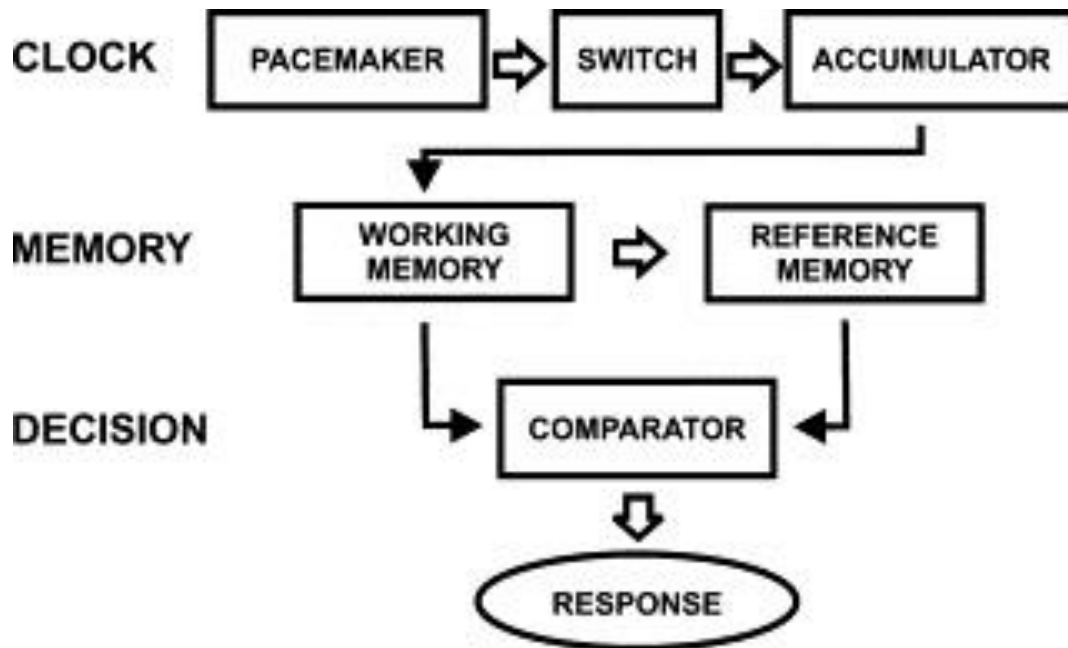 CLOCK
PACEMAKER
SWITCH
ACCUMULATOR
MEMORY
WORKING
MEMORY
REFERENCE
MEMORY
DECISION
COMPARATOR
RESPONSE